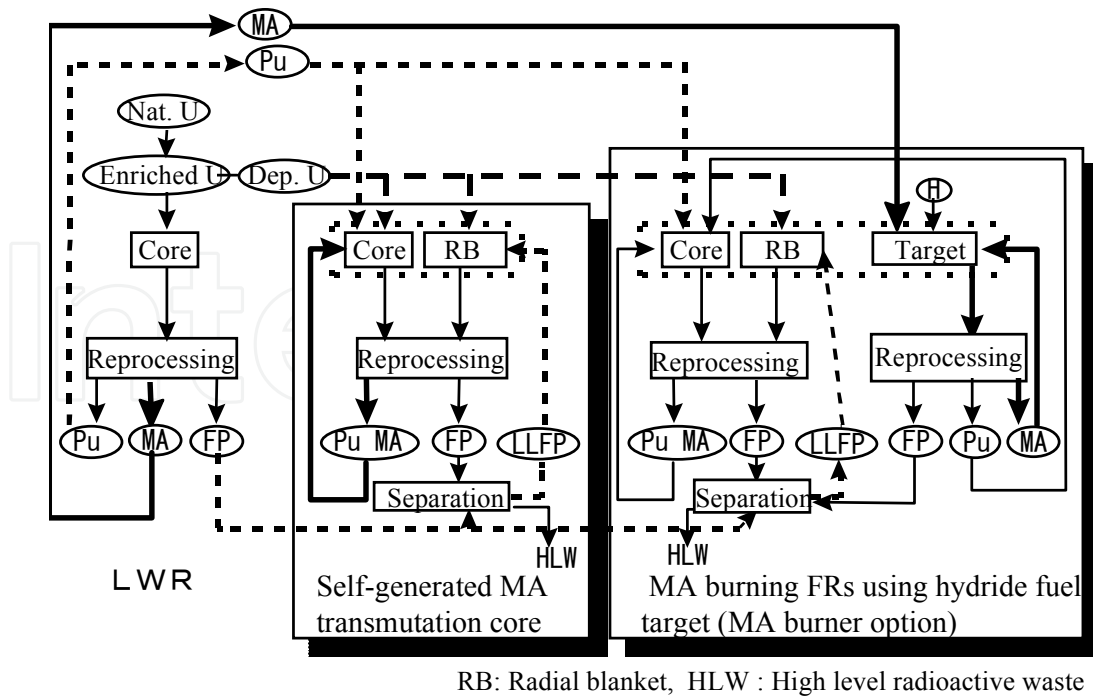 MA
Pu
Nat. U
Enriched U
Dep. U
H
Core
Core
RB
Core
RB
Target
Reprocessing
Reprocessing
Reprocessing
Reprocessing
Pu
MA
FP
Pu MA
FP
LLFP
Pu MA
FP
LLFP
FP
Pu
MA
Separation
Separation
HLW
HLW
LWR
Self-generated MA
transmutation core
MA burning FRs using hydride fuel
target (MA burner option)
RB: Radial blanket, HLW : High level radioactive waste